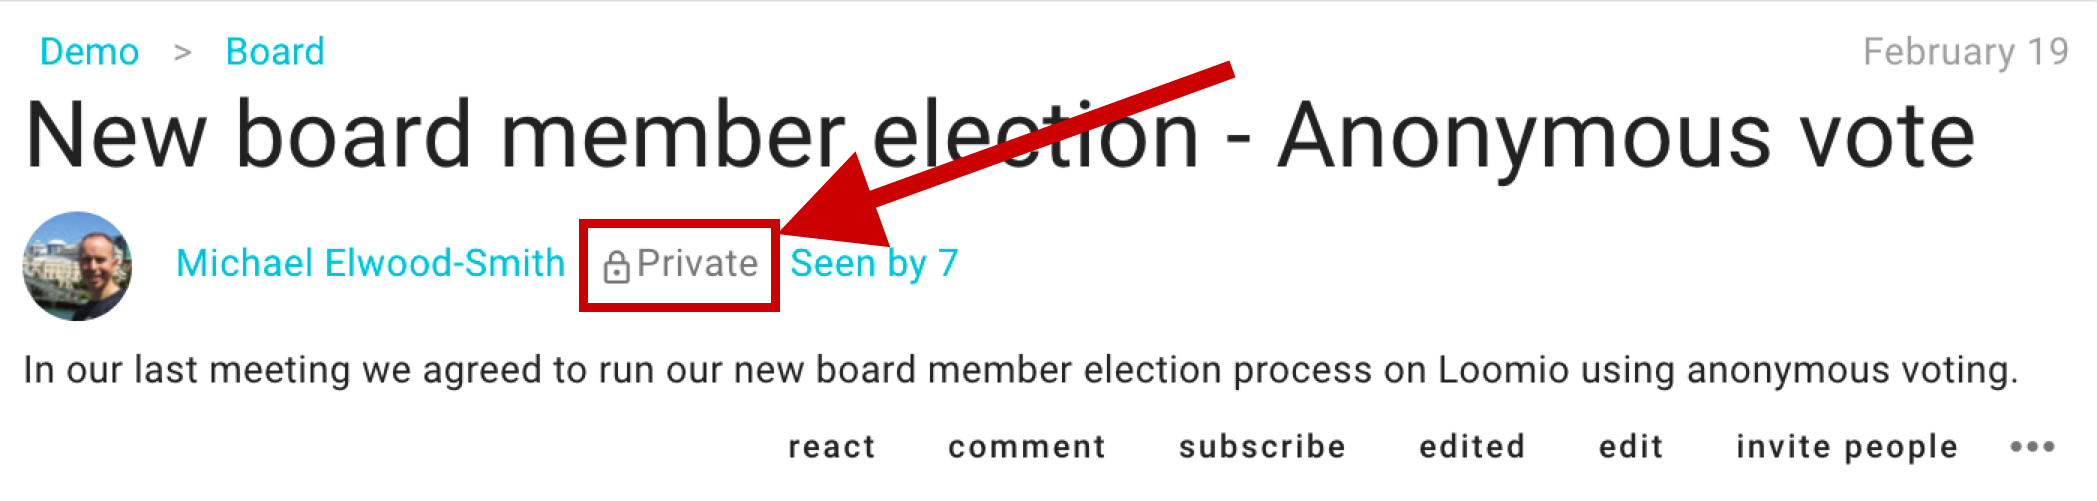 Demo > Board February 19
New board member election - Anonymous vote
Michael Elwood-Smith Private Seen by 7
In our last meeting we agreed to run our new board member election process on Loomio using anonymous voting.
react comment subscribe edited edit invite people •••